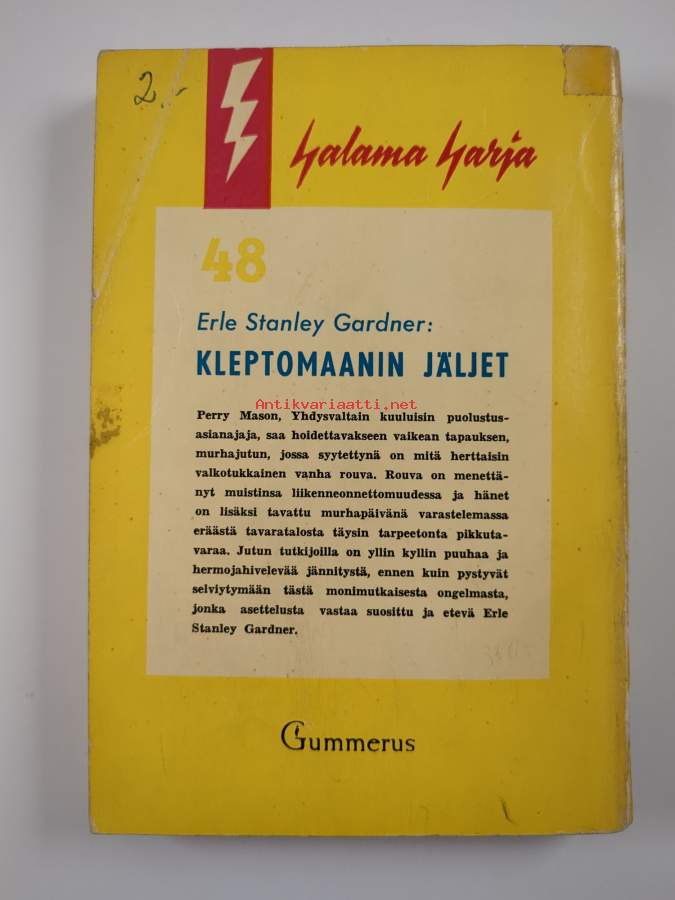 2.-
Salama Sarja
48
Erle Stanley Gardner:
KLEPTOMAANIN JÄLJET
Antikvariaatti.net
Perry Mason, Yhdysvaltain kuuluisin puolustus-
asianajaja, saa hoidettavakseen vaikean tapauksen,
murhajutun, jossa syytettynä on mitä herttaisin
valkotukkainen vanha rouva. Rouva on menettä-
nyt muistinsa liikenneonnettomuudessa ja hänet
on lisäksi tavattu murhapäivänä varastelemassa
eräästä tavaratalosta täysin tarpeetonta pikkuta-
varaa. Jutun tutkijoilla on yllin kyllin puuhaa ja
hermojahivelevää jännitystä, ennen kuin pystyvät
selviytymään tästä monimutkaisesta ongelmasta,
jonka asettelusta vastaa suosittu ja etevä Erle
Stanley Gardner.
Gummerus